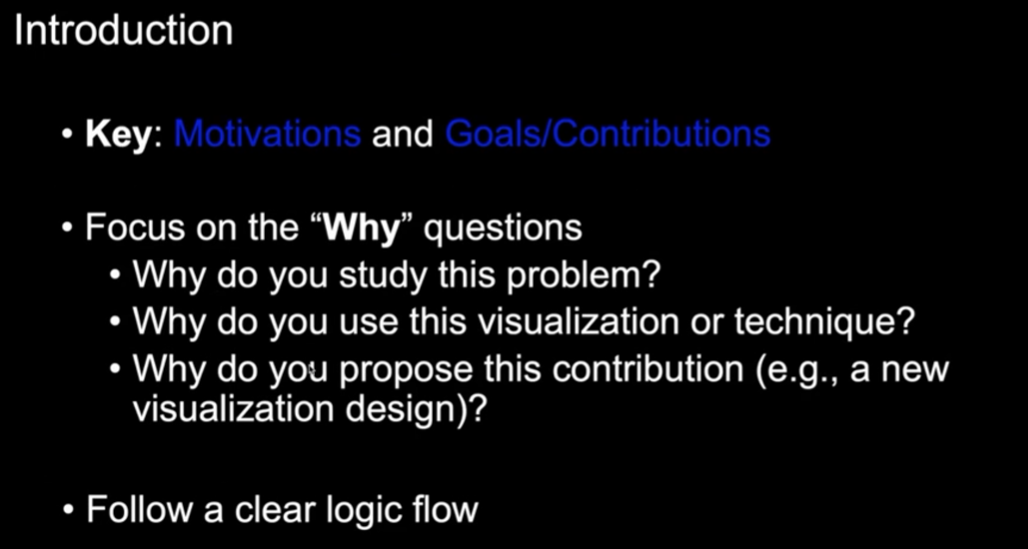 Introduction
• Key: Motivations and Goals/Contributions
• Focus on the “Why” questions
• Why do you study this problem?
• Why do you use this visualization or technique?
• Why do you propose this contribution (e.g., a new
visualization design)?
• Follow a clear logic flow